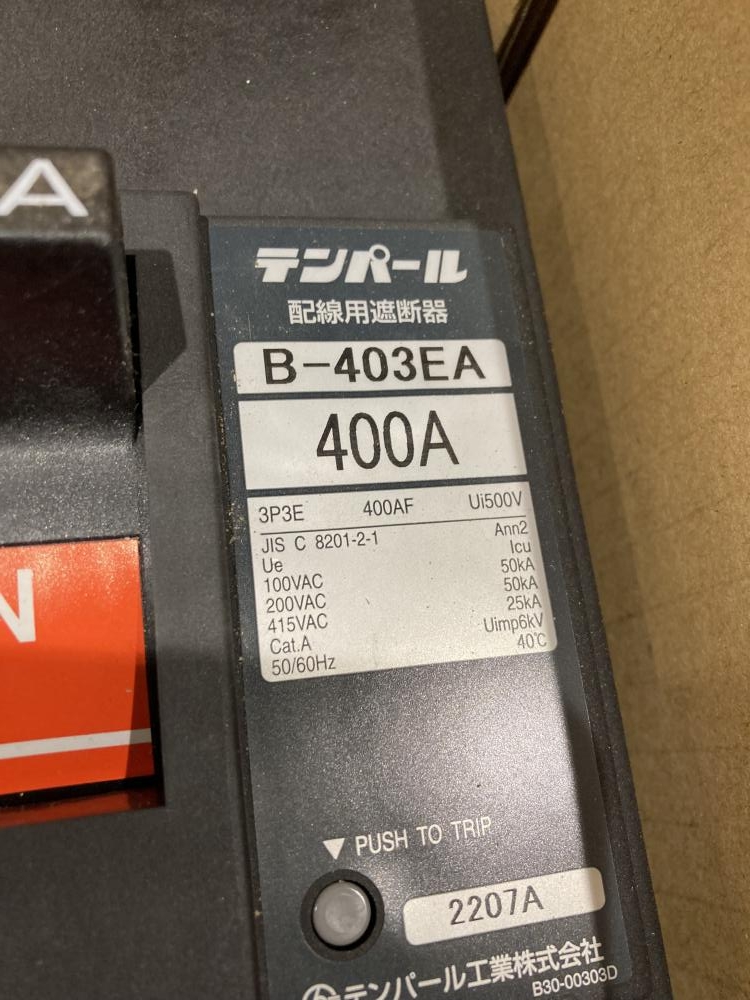 A
テンパール
配線用遮断器
B-403EA
400A
3P3E 400AF Ui500V
JIS C 8201-2-1 Ann2
Ue Icu
100VAC 50kA
200VAC 50kA
415VAC 25kA
Cat.A Uimp6kV
50/60Hz 40℃
N
▼ PUSH TO TRIP
2207A
テンパール工業株式会社
B30-00303D